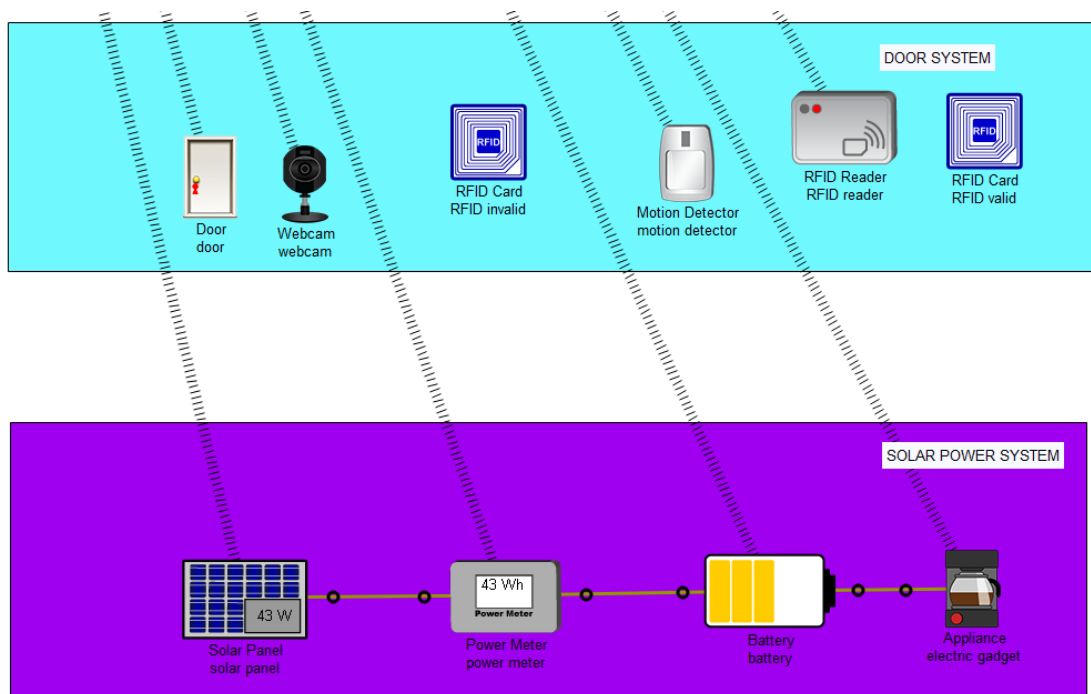 DOOR SYSTEM
RFID
RFID
RFID Reader
RFID reader
RFID Card
RFID invalid
RFID Card
RFID valid
Motion Detector
motion detector
Door
door
Webcam
webcam
SOLAR POWER SYSTEM
43 W
43 Wh
Power Meter
Solar Panel
solar panel
Power Meter
power meter
Battery
battery
Appliance
electric gadget